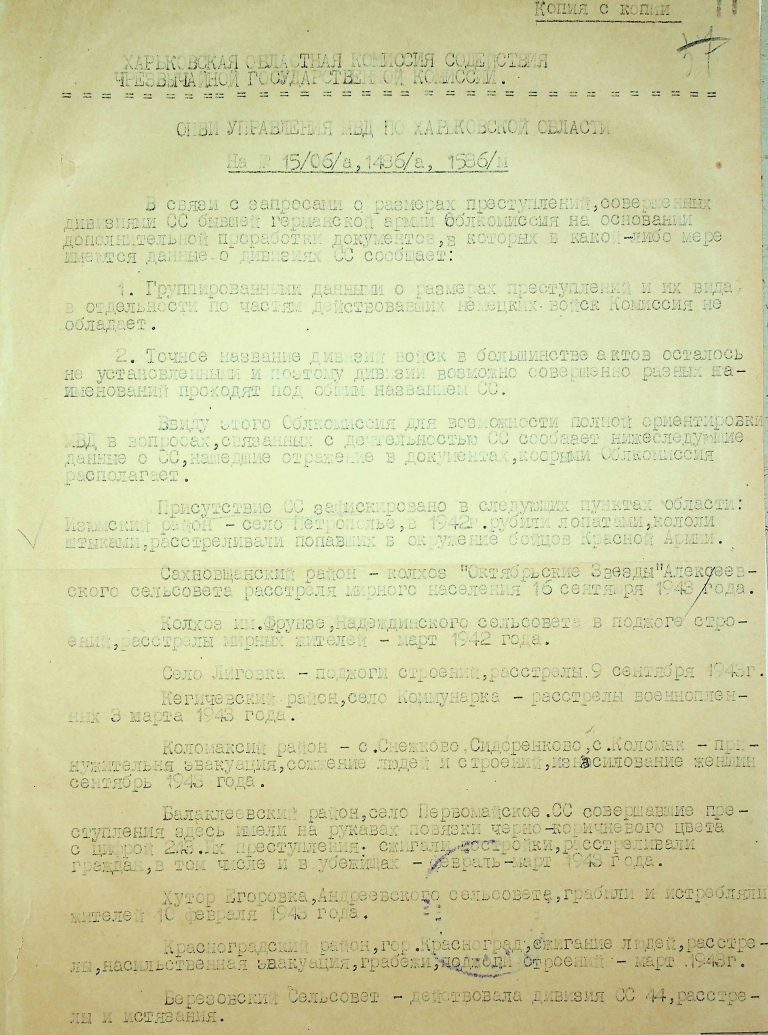 Копия с копии
37
ХАРЬКОВСКАЯ ОБЛАСТНАЯ КОМИССИЯ СОДЕЙСТВИЯ
ЧРЕЗВЫЧАЙНОЙ ГОСУДАРСТВЕННОЙ КОМИССИИ.
ОПВИ УПРАВЛЕНИЯ МВД ПО ХАРЬКОВСКОЙ ОБЛАСТИ
На № 15/06/а, 1486/а, 1586/м
В связи с запросами о размерах преступлений,совершенных
дивизиями СС бывшей германской армии Облкомиссия на основании
дополнительной проработки документов,в которых в какой-либо мере
имеются данные о дивизиях СС сообщает:
1. Группированными данными о размерах преступлений и их вида,
в отдельности по частям действовавших немецких войск Комиссия не
обладает.
2. Точное название дивизий войск в большинстве актов осталось
не установленными и поэтому дивизии возможно совершенно разных на-
именований проходят под общим названием СС.
Ввиду этого Облкомиссия для возможности полной ориентировки
МВД в вопросах,связанных с деятельностью СС сообщает нижеследующие
данные о СС,нашедшие отражение в документах,косрыми Облкомиссия
располагает.
Присутствие СС зафиксировано в следующих пунктах области:
Изюмский район - село Петрополье,в 1942г.рубили лопатами,кололи
штыками,расстреливали попавших в окружение бойцов Красной Армии.
Сахновщанский район - колхоз "Октябрьские Звезды"Алексеев-
ского сельсовета расстреля мирного населения 16 сентября 1943 года.
Колхоз им.Фрунзе,Надеждинского сельсовета в поджоге стро-
ений,расстрелы мирных жителей - март 1942 года.
Село Лиговка - поджоги строений,расстрелы.9 сентября 1943г.
Кегичевский район,село Коммунарка - расстрелы военноплен-
ник 3 марта 1943 года.
Коломакский район - с.Снежково,Сидоренково,с.Коломак - при-
нужительня эвакуация,сожжение людей и строений,изнасилование женщин
сентябрь 1943 года.
Балаклеевский район,село Первомайское.СС совершавшие пре-
ступления здесь имели на рукавах повязки черно-коричневого цвета
с цифрой 248.Их преступления: сжигали постройки,расстреливали
граждан,в том числе и в убежищах - февраль-март 1943 года.
Хутор Егоровка,Андреевского сельсовета,грабили и истребляли
жителей 10 февраля 1943 года.
Красноградский район,гор.Красноград,сжигание людей,расстре-
лы,насильственная эвакуация,грабежи,поджоги строений - март 1943г.
Березовский Сельсовет - действовала дивизия СС 44,расстре-
лы и истязания.